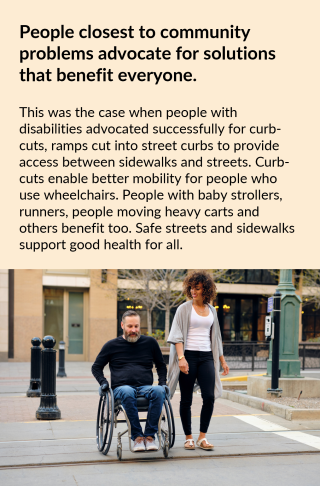 People closest to community
problems advocate for solutions
that benefit everyone.
This was the case when people with
disabilities advocated successfully for curb-
cuts, ramps cut into street curbs to provide
access between sidewalks and streets. Curb-
cuts enable better mobility for people who
use wheelchairs. People with baby strollers,
runners, people moving heavy carts and
others benefit too. Safe streets and sidewalks
support good health for all.